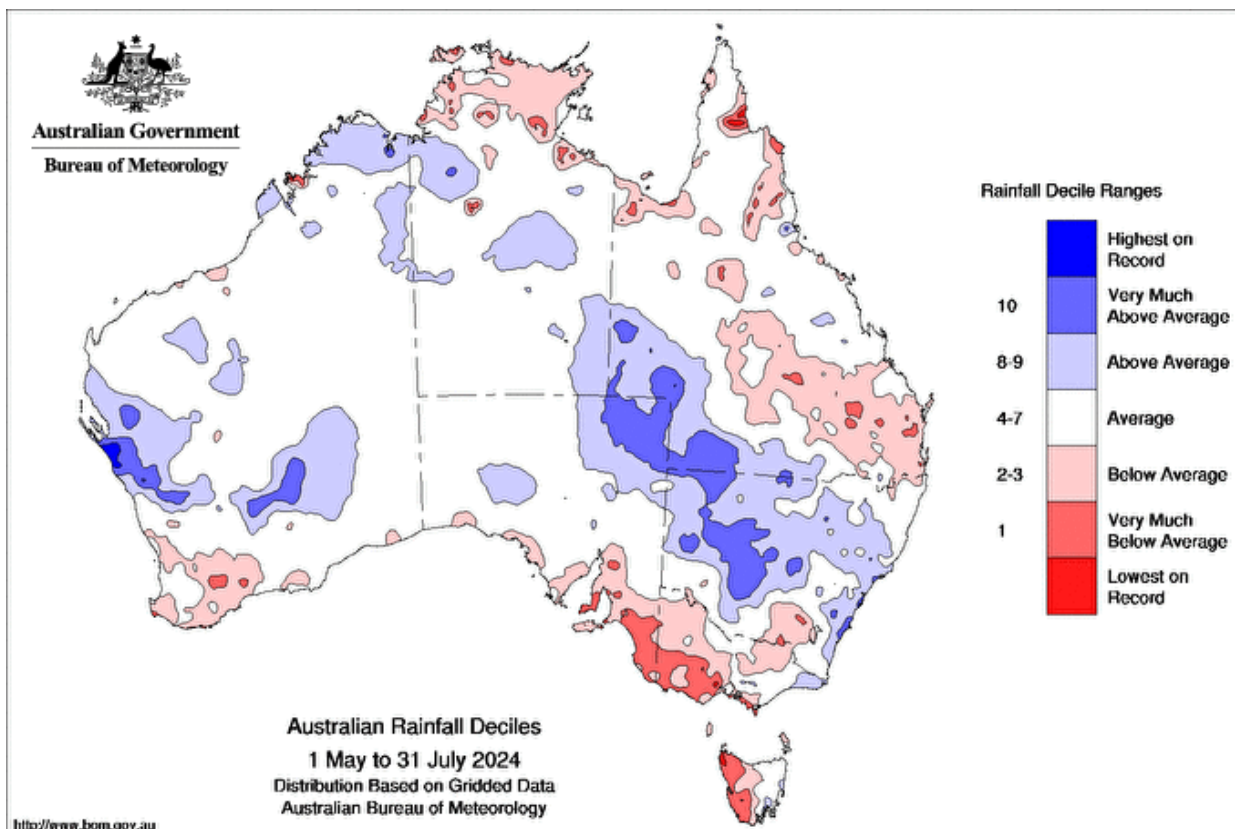 Australian Government
Bureau of Meteorology
Rainfall Decile Ranges
Highest on
Record
10
Very Much
Above Average
8-9
Above Average
4-7
Average
2-3
Below Average
1
Very Much
Below Average
Lowest on
Record
Australian Rainfall Deciles
1 May to 31 July 2024
Distribution Based on Gridded Data
Australian Bureau of Meteorology
http://www.bom.gov.au